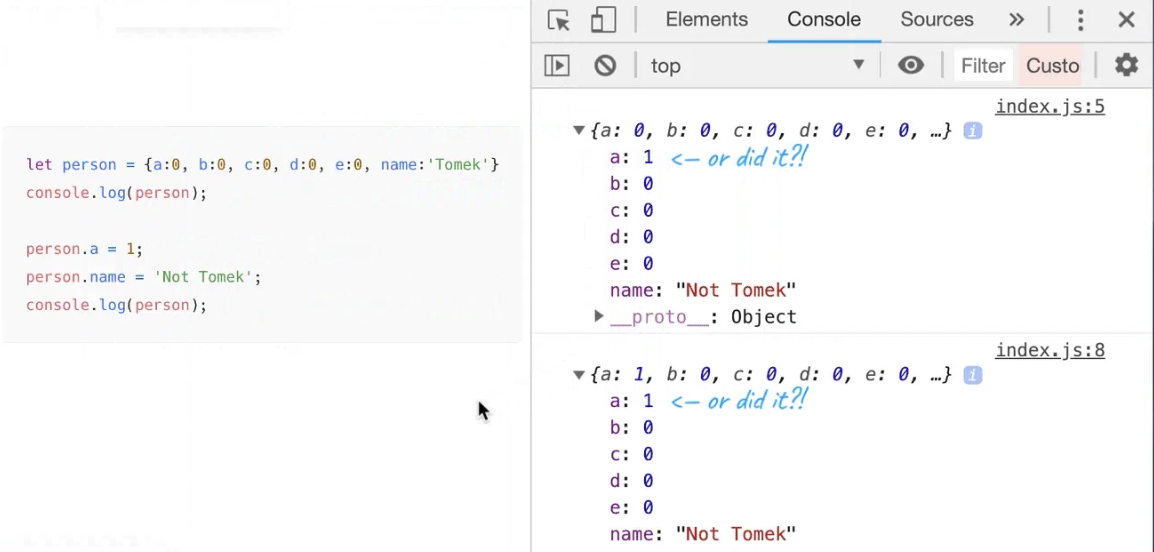 let person = {a:0, b:0, c:0, d:0, e:0, name:'Tomek'}
console.log(person);
person.a = 1;
person.name = 'Not Tomek';
console.log(person);
Elements Console Sources »
top Filter Custo
index.js:5
{a: 0, b: 0, c: 0, d: 0, e: 0, …} i
a: 1 <— or did it?!
b: 0
c: 0
d: 0
e: 0
name: "Not Tomek"
__proto__: Object
index.js:8
{a: 1, b: 0, c: 0, d: 0, e: 0, …} i
a: 1 <— or did it?!
b: 0
c: 0
d: 0
e: 0
name: "Not Tomek"